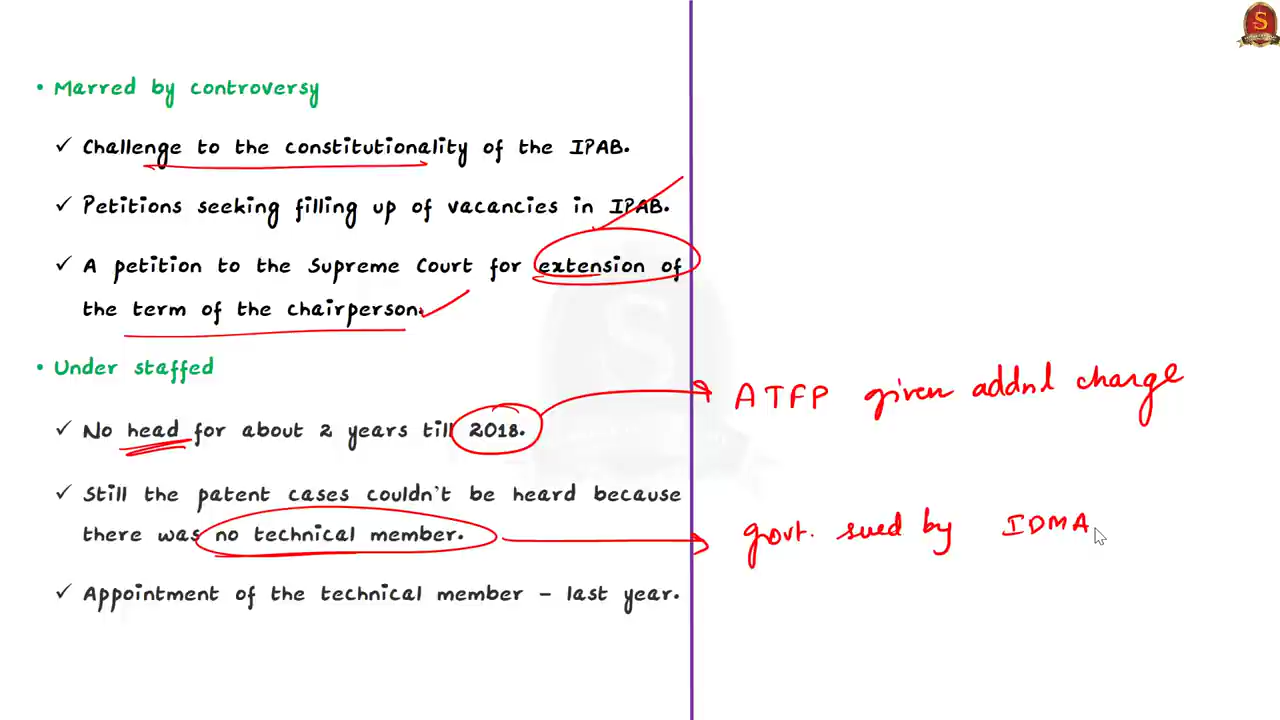 • Marred by controversy
✓ Challenge to the constitutionality of the IPAB.
✓ Petitions seeking filling up of vacancies in IPAB.
✓ A petition to the Supreme Court for extension of
the term of the chairperson.
• Under staffed
✓ No head for about 2 years till 2018.
ATFP given addnl charge
✓ Still the patent cases couldn't be heard because
there was no technical member.
govt. sued by IDMA
✓ Appointment of the technical member – last year.
S